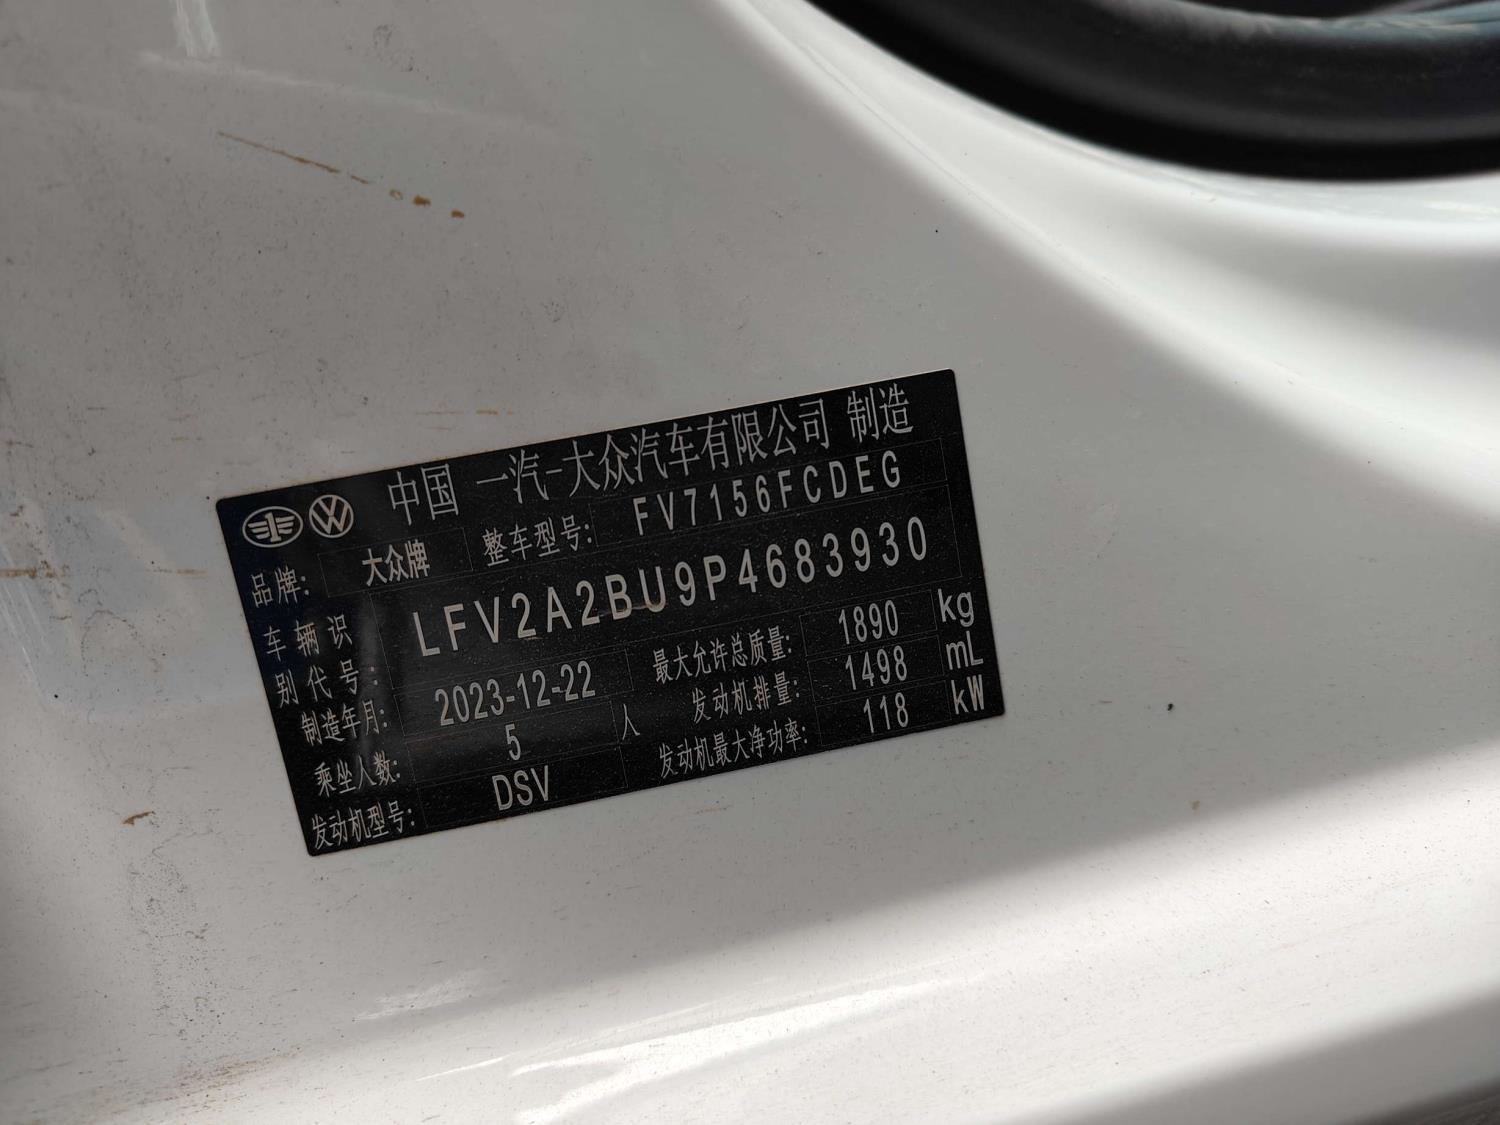 中国 一汽-大众汽车有限公司 制造
品牌: 大众牌 整车型号: FV7156FCDEG
车辆识别代号: LFV2A2BU9P4683930
制造年月: 2023-12-22 最大允许总质量: 1890 kg
乘坐人数: 5 人 发动机排量: 1498 mL
发动机型号: DSV 发动机最大净功率: 118 kW